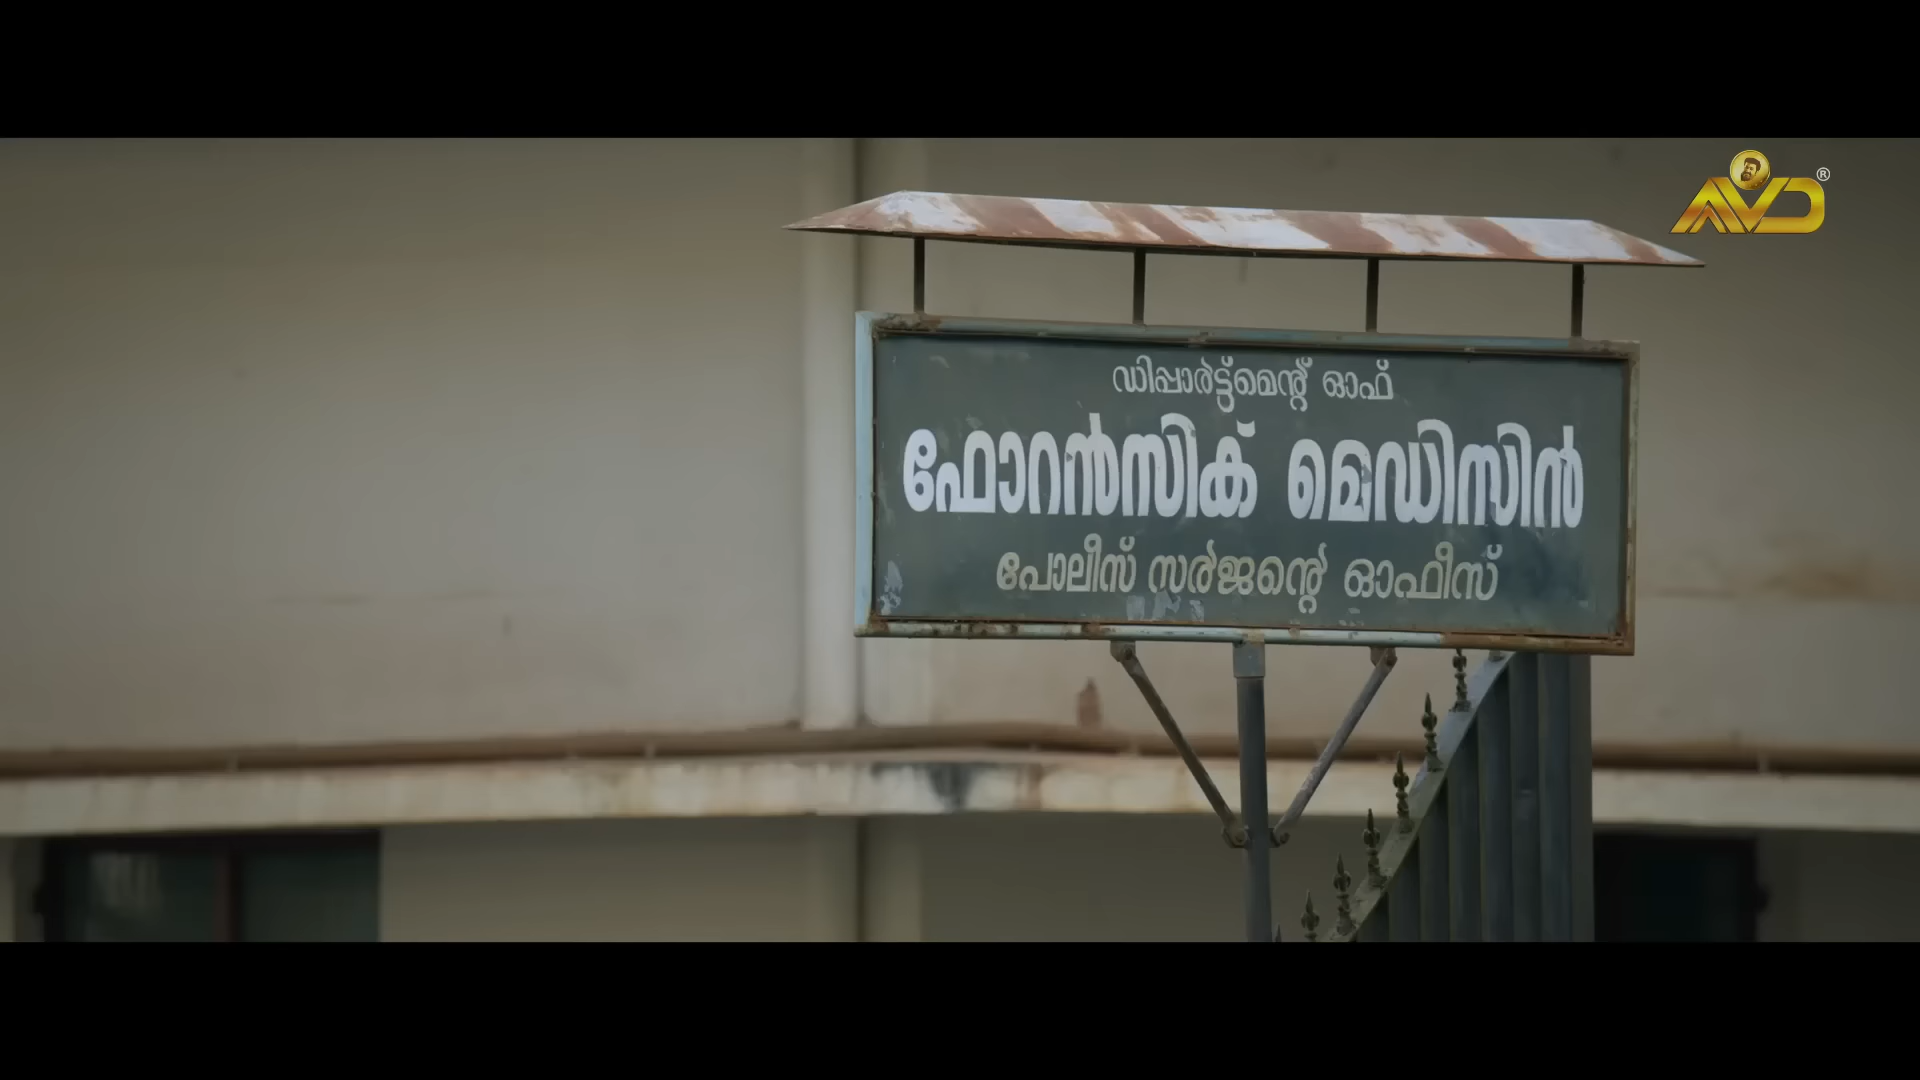 ഡിപ്പാർട്ട്മെന്റ് ഓഫ്
ഫോറൻസിക് മെഡിസിൻ
പോലീസ് സർജന്റെ ഓഫീസ്
AVD®